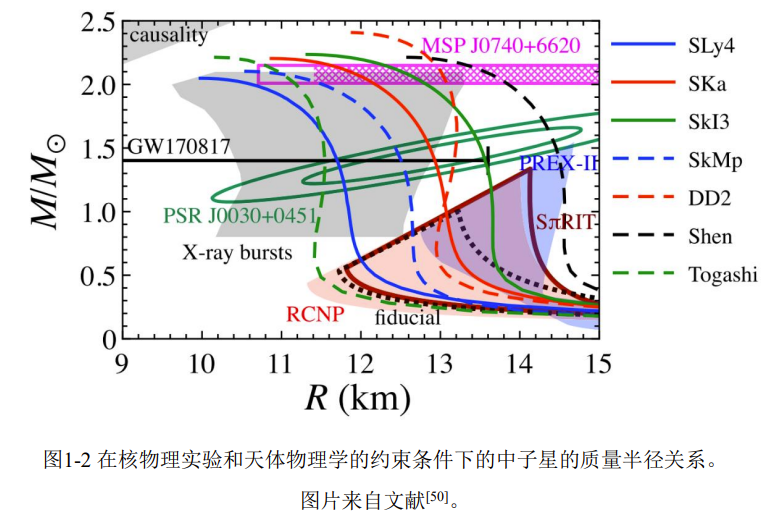 2.5
2.0
1.5
1.0
0.5
0
M/M☉
causality
MSP J0740+6620
GW170817
PREX-II
PSR J0030+0451
SπRIT
X-ray bursts
RCNP
fiducial
9 10 11 12 13 14 15
R (km)
SLy4
SKa
SkI3
SkMp
DD2
Shen
Togashi
图1-2 在核物理实验和天体物理学的约束条件下的中子星的质量半径关系。
图片来自文献[50]。